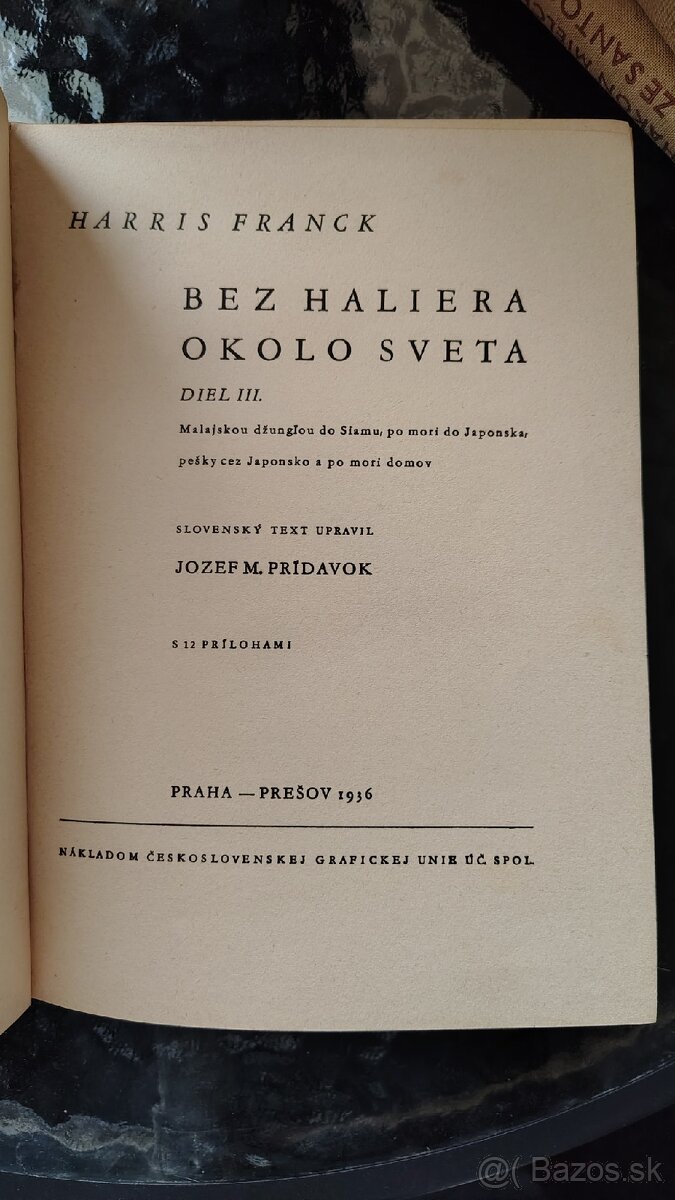 HARRIS FRANCK
BEZ HALIERA
OKOLO SVETA
DIEL III.
Malajskou džungľou do Siamu, po mori do Japonska,
pešky cez Japonsko a po mori domov
SLOVENSKÝ TEXT UPRAVIL
JOZEF M. PRÍDAVOK
S 12 PRÍLOHAMI
PRAHA — PREŠOV 1936
NÁKLADOM ČESKOSLOVENSKEJ GRAFICKEJ UNIE ÚČ. SPOL.
ZE SANTO
@( Bazos.sk